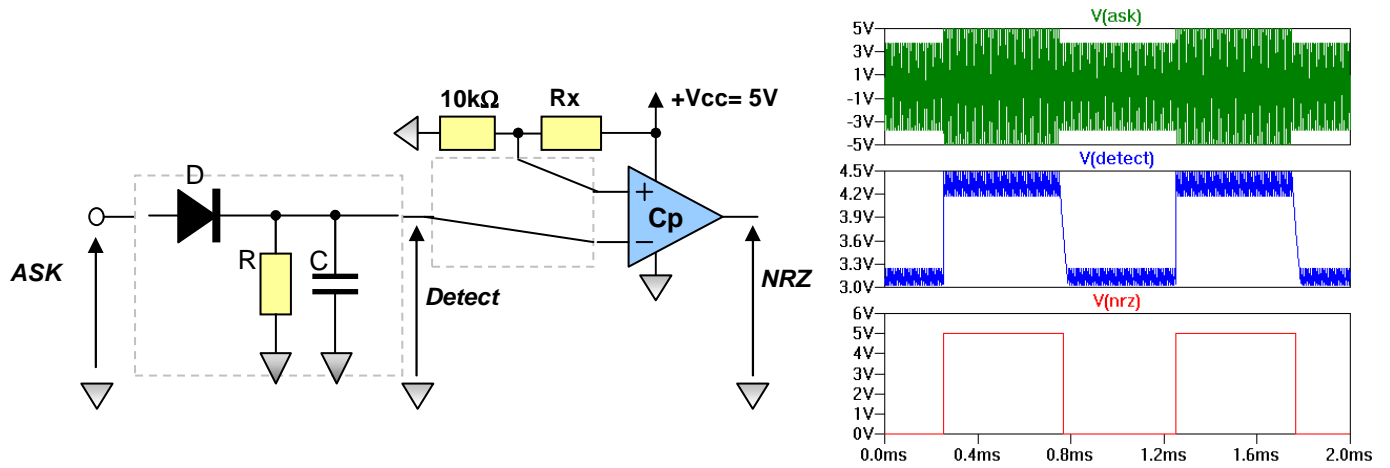 10kΩ Rx +Vcc= 5V
D
+
Cp
−
R C
ASK
Detect
NRZ
V(ask)
5V
3V
1V
-1V
-3V
-5V
V(detect)
4.5V
4.2V
3.9V
3.6V
3.3V
3.0V
V(nrz)
6V
5V
4V
3V
2V
1V
0V
0.0ms 0.4ms 0.8ms 1.2ms 1.6ms 2.0ms